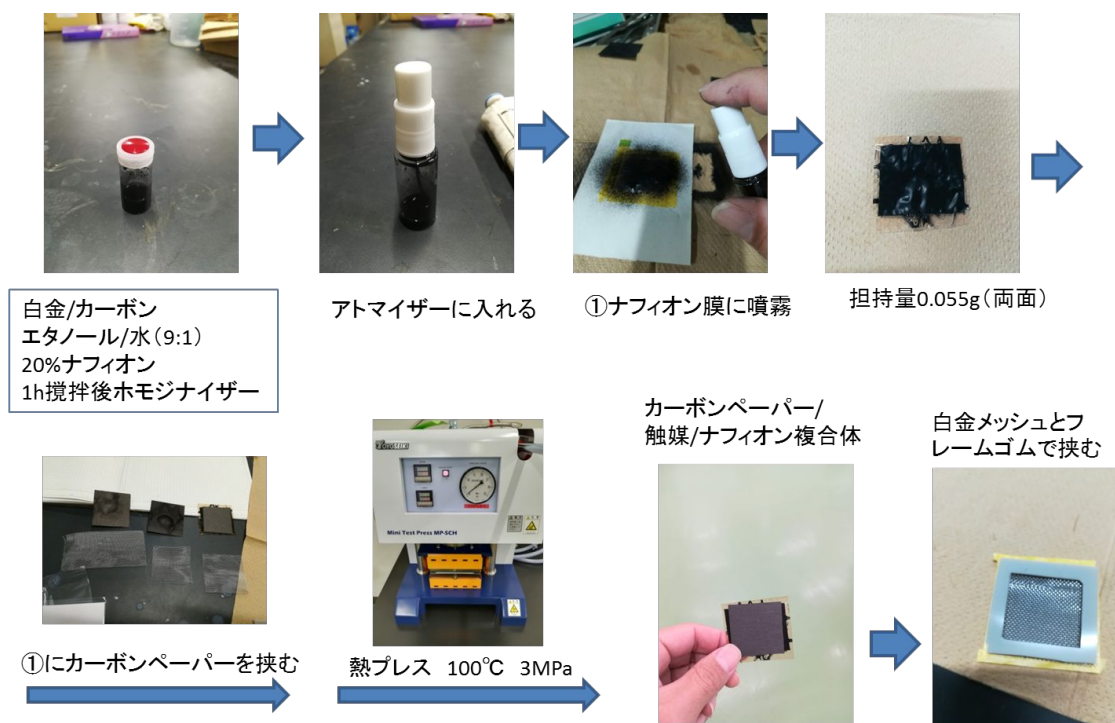 白金/カーボン
エタノール/水(9:1)
20%ナフィオン
1h撹拌後ホモジナイザー
アトマイザーに入れる
①ナフィオン膜に噴霧
担持量0.055g(両面)
①にカーボンペーパーを挟む
Mini Test Press MP-SCH
熱プレス 100℃ 3MPa
カーボンペーパー/
触媒/ナフィオン複合体
白金メッシュとフ
レームゴムで挟む